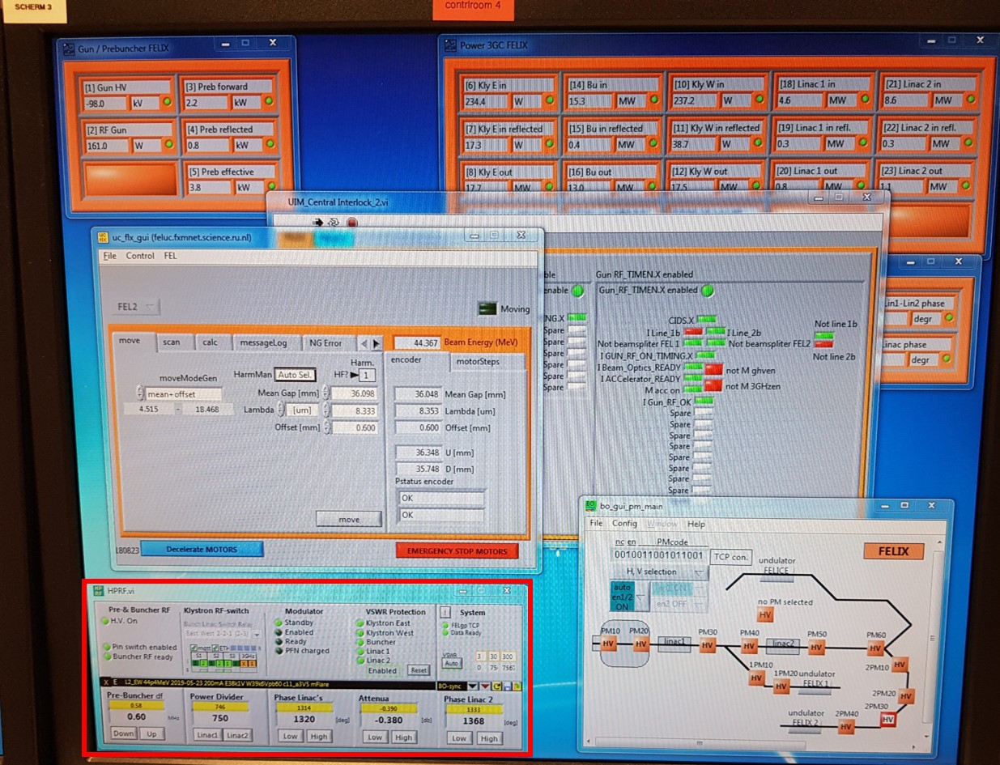 SCHERM 3
contrlroom 4
Gun / Prebuncher FELIX
[1] Gun HV
[3] Preb forward
-98.0 kV
2.2 kW
[2] RF Gun
[4] Preb reflected
161.0 W
0.8 kW
[5] Preb effective
3.8 kW
Power 3GC FELIX
[6] Kly E in
[14] Bu in
[10] Kly W in
[18] Linac 1 in
[21] Linac 2 in
234.4 W
15.3 MW
237.2 W
4.6 MW
8.6 MW
[7] Kly E in reflected
[15] Bu in reflected
[11] Kly W in reflected
[19] Linac 1 in refl.
[22] Linac 2 in refl.
17.3 W
0.4 MW
38.7 W
0.3 MW
0.3 MW
[8] Kly E out
[16] Bu out
[12] Kly W out
[20] Linac 1 out
[23] Linac 2 out
17.7 MW
13.0 MW
17.5 MW
0.8 MW
1.1 MW
UIM_Central Interlock_2.vi
Gun RF_TIMEN.X enabled
enable
Gun_RF_TIMEN.X enabled
NG.X
Spare
Spare
Spare
Spare
Spare
Spare
CIDS.X
I Line_1b
I Line_2b
Not beamspliter FEL 1
Not beamspliter FEL2
I GUN_RF_ON_TIMING.X
I Beam_Optics_READY
not M ghven
I ACCelerator_READY
not M 3GHzen
M acc on
I Gun_RF_OK
Spare
Spare
Spare
Spare
Spare
Spare
Spare
Spare
Not line 1b
Not line 2b
Lin1-Lin2 phase
degr
inac phase
degr
uc_flx_gui (feluc.fxmnet.science.ru.nl)
File Control FEL
FEL2
Moving
move scan calc messageLog NG Error
44.367 Beam Energy (MeV)
encoder motorSteps
Harm.
HarmMan Auto Sel. HF? 1
moveModeGen
mean+offset
4.515 - 18.468
Mean Gap [mm] 36.098
Lambda [um] 8.333
Offset [mm] 0.600
36.048 Mean Gap [mm]
8.353 Lambda [um]
0.600 Offset [mm]
36.348 U [mm]
35.748 D [mm]
Pstatus encoder
OK
OK
move
180823 Decelerate MOTORS
EMERGENCY STOP MOTORS
HPRF.vi
Pre-& Buncher RF
H.V. On
Pin switch enabled
Buncher RF ready
Klystron RF-switch
Bunch Linac Switch Relay
East West 2-2-1 (2-3)
matt ETH
S1 S2 S3 3GHz
Modulator
Standby
Enabled
Ready
PFN charged
VSWR Protection
Klystron East
Klystron West
Buncher
Linac 1
Linac 2
Enabled Reset
System
FELgp TCP
Data Ready
VSWR
Auto
3 30 300
0 75 756
X E L2_EW 44p4MeV 2019-05-23 200mA
BO-sync
Pre-Buncher df
0.58
0.60 MHz
Down Up
Power Divider
746
750
Linac1 Linac2
Phase Linac's
1314
1320 [deg]
Low High
Attenua
-0.390
-0.380 [db]
Low High
Phase Linac 2
1333
1368 [deg]
Low High
bo_gui_pm_main
File Config Window Help
nc en PMcode
0010011001011001 TCP con.
H, V selection
auto
en1/2
ON
en2 OFF
FELIX
undulator
FELICE
no PM selected
HV
PM10 PM20
HV HV
linac1
PM30
HV
PM40
HV
linac2
PM50
HV
PM60
HV
1PM10
HV
1PM20 undulator
HV FELIX 1
2PM10 HV
2PM20 HV
2PM30
HV
undulator
FELIX 2
2PM40
HV